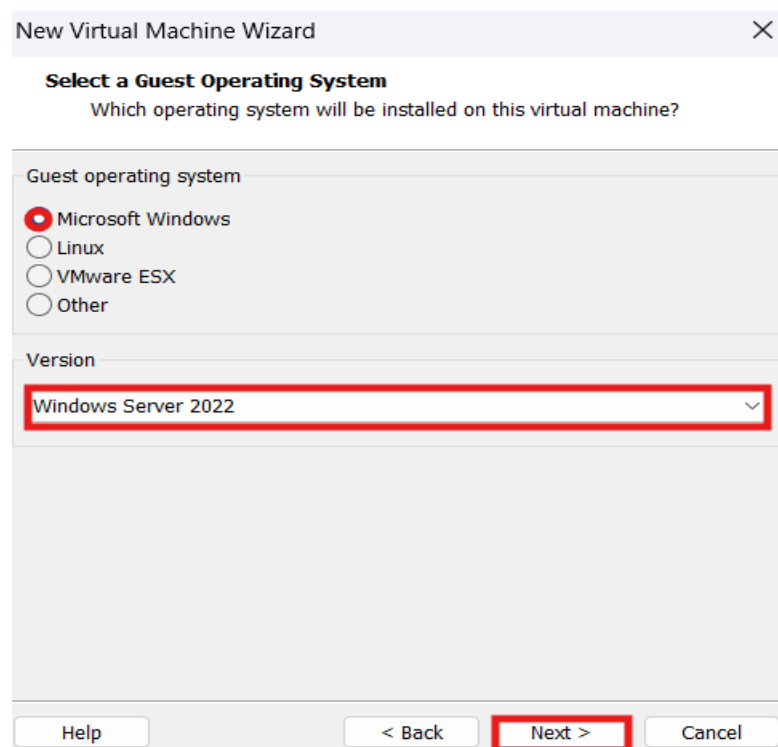 New Virtual Machine Wizard
Select a Guest Operating System
Which operating system will be installed on this virtual machine?
Guest operating system
Microsoft Windows
Linux
VMware ESX
Other
Version
Windows Server 2022
Help
< Back
Next >
Cancel